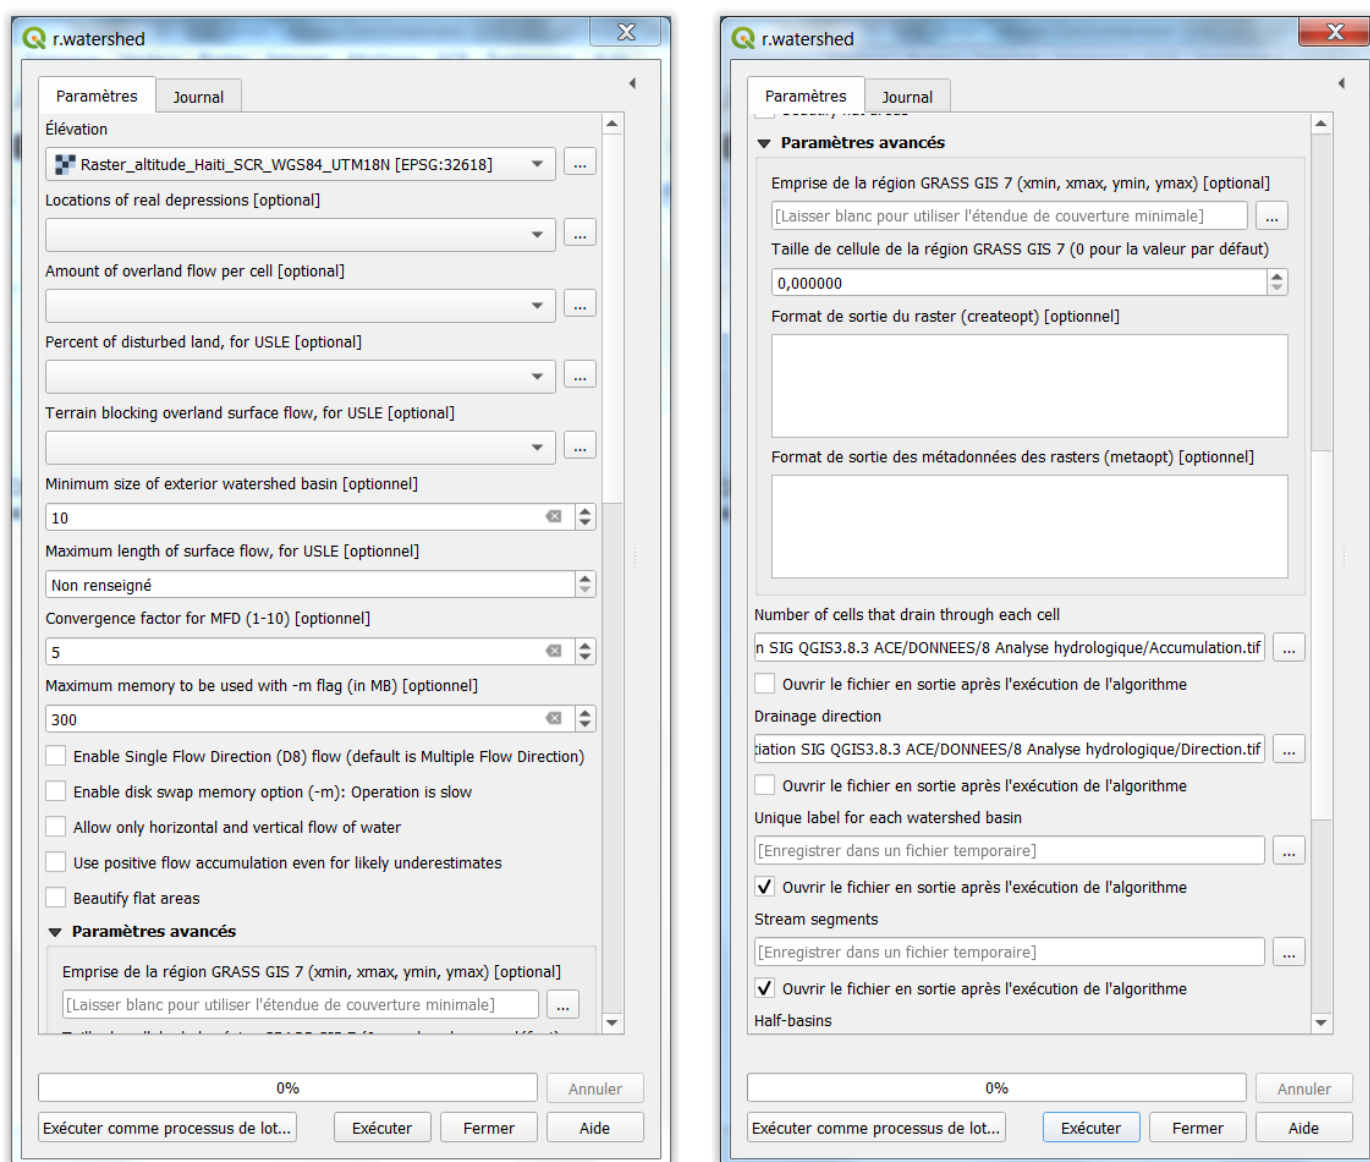 r.watershed
Paramètres
Journal
Élévation
Raster_altitude_Haiti_SCR_WGS84_UTM18N [EPSG:32618]
...
Locations of real depressions [optional]
...
Amount of overland flow per cell [optional]
...
Percent of disturbed land, for USLE [optional]
...
Terrain blocking overland surface flow, for USLE [optional]
...
Minimum size of exterior watershed basin [optionnel]
10
Maximum length of surface flow, for USLE [optionnel]
Non renseigné
Convergence factor for MFD (1-10) [optionnel]
5
Maximum memory to be used with -m flag (in MB) [optionnel]
300
Enable Single Flow Direction (D8) flow (default is Multiple Flow Direction)
Enable disk swap memory option (-m): Operation is slow
Allow only horizontal and vertical flow of water
Use positive flow accumulation even for likely underestimates
Beautify flat areas
Paramètres avancés
Emprise de la région GRASS GIS 7 (xmin, xmax, ymin, ymax) [optional]
[Laisser blanc pour utiliser l'étendue de couverture minimale]
...
0%
Annuler
Exécuter comme processus de lot...
Exécuter
Fermer
Aide
r.watershed
Paramètres
Journal
Paramètres avancés
Emprise de la région GRASS GIS 7 (xmin, xmax, ymin, ymax) [optional]
[Laisser blanc pour utiliser l'étendue de couverture minimale]
...
Taille de cellule de la région GRASS GIS 7 (0 pour la valeur par défaut)
0,000000
Format de sortie du raster (createopt) [optionnel]
Format de sortie des métadonnées des rasters (metaopt) [optionnel]
Number of cells that drain through each cell
n SIG QGIS3.8.3 ACE/DONNEES/8 Analyse hydrologique/Accumulation.tif
...
Ouvrir le fichier en sortie après l'exécution de l'algorithme
Drainage direction
iation SIG QGIS3.8.3 ACE/DONNEES/8 Analyse hydrologique/Direction.tif
...
Ouvrir le fichier en sortie après l'exécution de l'algorithme
Unique label for each watershed basin
[Enregistrer dans un fichier temporaire]
...
Ouvrir le fichier en sortie après l'exécution de l'algorithme
Stream segments
[Enregistrer dans un fichier temporaire]
...
Ouvrir le fichier en sortie après l'exécution de l'algorithme
Half-basins
0%
Annuler
Exécuter comme processus de lot...
Exécuter
Fermer
Aide